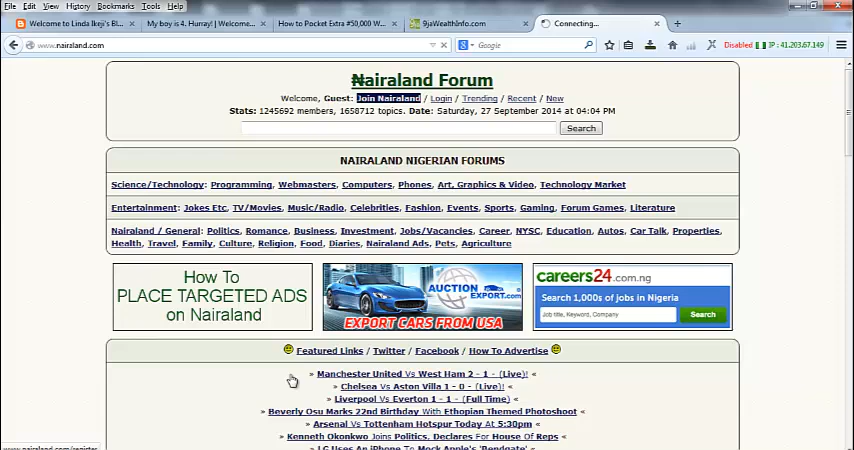 File Edit View History Bookmarks Tools Help
Welcome to Linda Ikeji's Bl... × My boy is 4. Hurray! | Welcome... × How to Pocket Extra #50,000 W... × 9jaWealthInfo.com × Connecting... × +
www.nairaland.com Google Disabled IP : 41.203.67.149
₦airaland Forum
Welcome, Guest: Join Nairaland / Login / Trending / Recent / New
Stats: 1245692 members, 1658712 topics. Date: Saturday, 27 September 2014 at 04:04 PM
Search
NAIRALAND NIGERIAN FORUMS
Science/Technology: Programming, Webmasters, Computers, Phones, Art, Graphics & Video, Technology Market
Entertainment: Jokes Etc, TV/Movies, Music/Radio, Celebrities, Fashion, Events, Sports, Gaming, Forum Games, Literature
Nairaland / General: Politics, Romance, Business, Investment, Jobs/Vacancies, Career, NYSC, Education, Autos, Car Talk, Properties,
Health, Travel, Family, Culture, Religion, Food, Diaries, Nairaland Ads, Pets, Agriculture
How To
PLACE TARGETED ADS
on Nairaland
AUCTION
EXPORT.com
EXPORT CARS FROM USA
careers24.com.ng
Search 1,000s of jobs in Nigeria
Job title, Keyword, Company Search
Featured Links / Twitter / Facebook / How To Advertise
» Manchester United Vs West Ham 2 - 1 - (Live)! «
» Chelsea Vs Aston Villa 1 - 0 - (Live)! «
» Liverpool Vs Everton 1 - 1 - (Full Time) «
» Beverly Osu Marks 22nd Birthday With Ethopian Themed Photoshoot «
» Arsenal Vs Tottenham Hotspur Today At 5:30pm «
» Kenneth Okonkwo Joins Politics, Declares For House Of Reps «
» LG Uses An iPhone To Mock Apple's 'Bendgate' «
www.nairaland.com/register